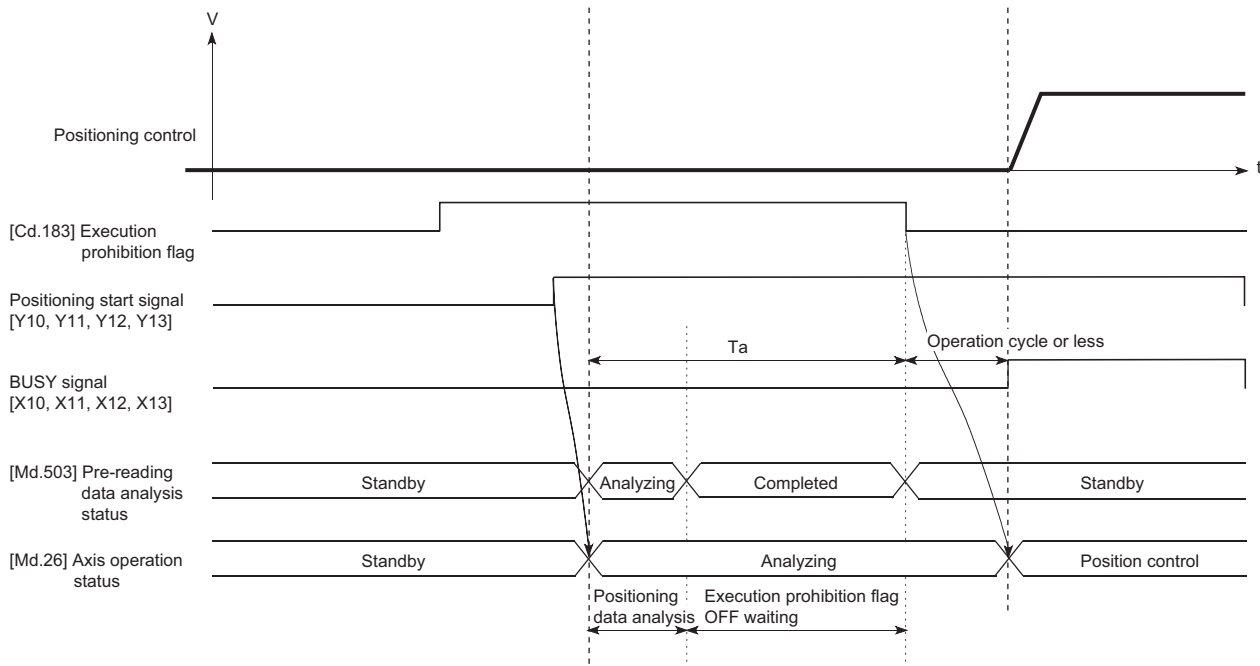 V
Positioning control
t
[Cd.183] Execution
prohibition flag
Positioning start signal
[Y10, Y11, Y12, Y13]
Ta
Operation cycle or less
BUSY signal
[X10, X11, X12, X13]
[Md.503] Pre-reading
data analysis
status
Standby
Analyzing
Completed
Standby
[Md.26] Axis operation
status
Standby
Analyzing
Position control
Positioning
data analysis
Execution prohibition flag
OFF waiting